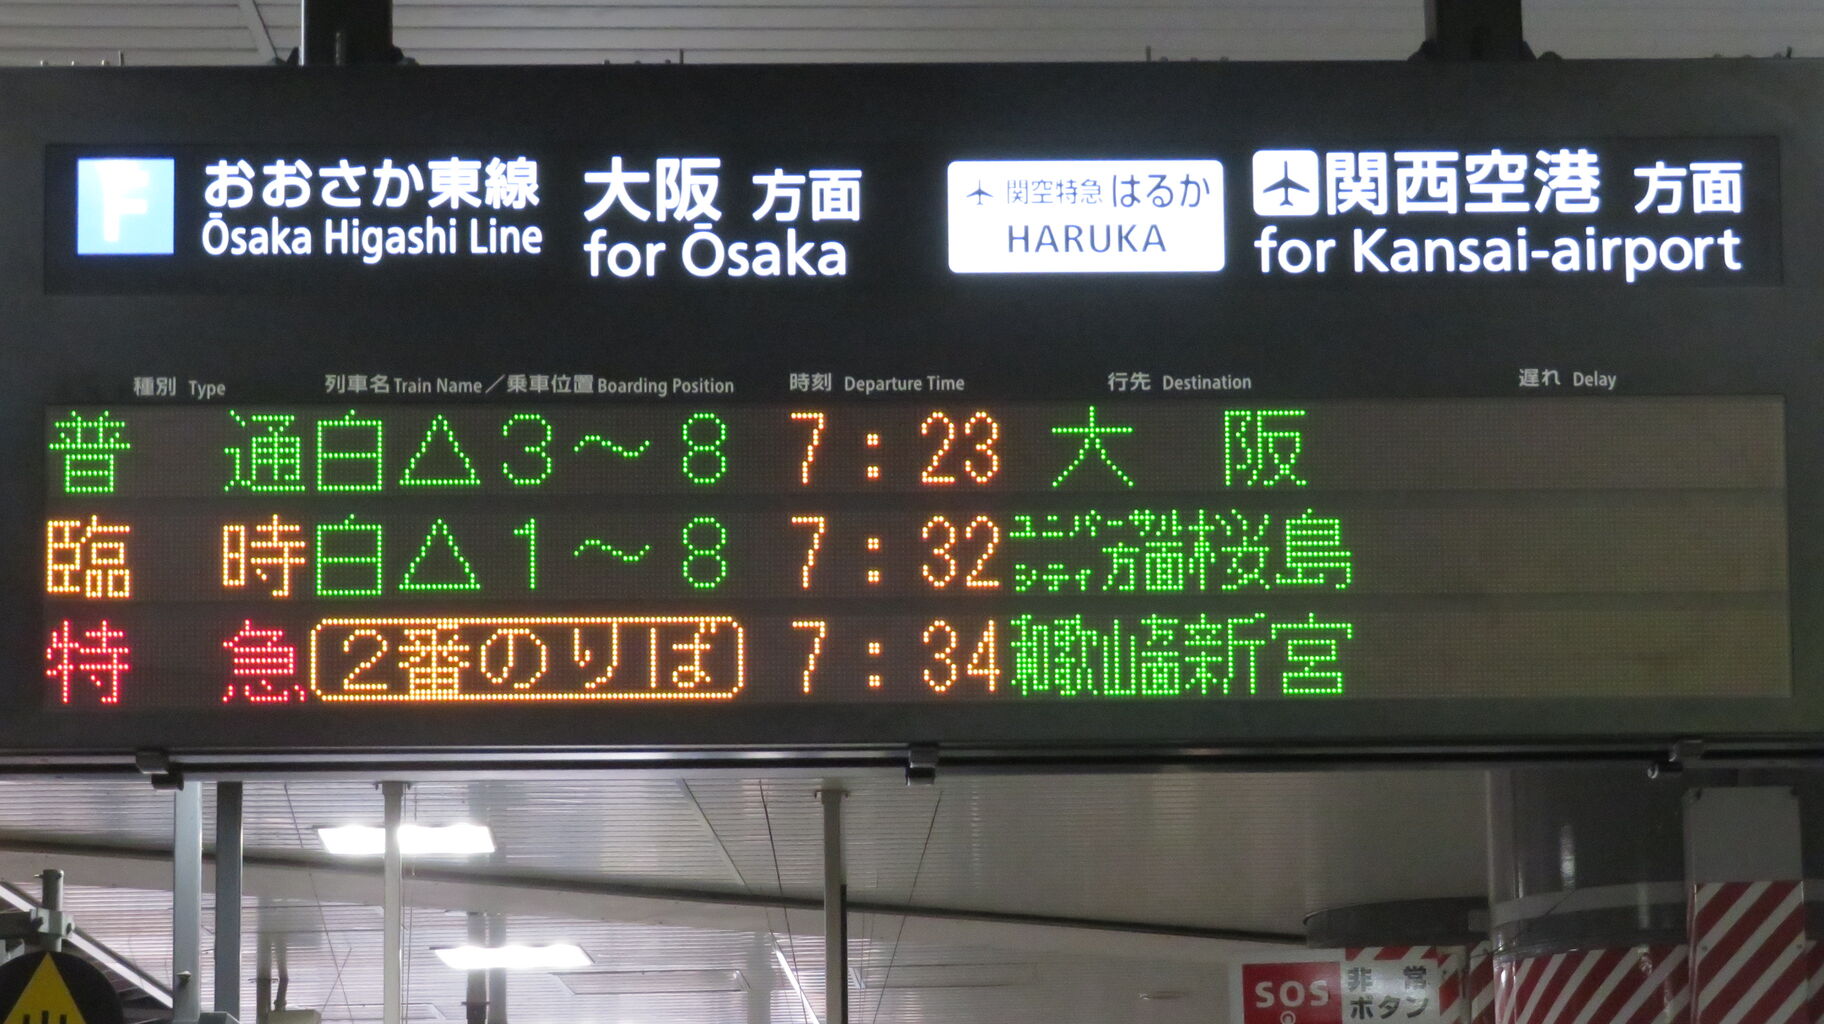 F おおさか東線 大阪 方面 関空特急 はるか 関西空港 方面
Ōsaka Higashi Line for Ōsaka HARUKA for Kansai-airport
種別 Type 列車名 Train Name／乗車位置 Boarding Position 時刻 Departure Time 行先 Destination 遅れ Delay
普 通 白△3～8 7:23 大 阪
臨 時 白△1～8 7:32 ユニバーサルシティ方面桜島
特 急 2番のりば 7:34 和歌山方面新宮
SOS 非常
ボタン